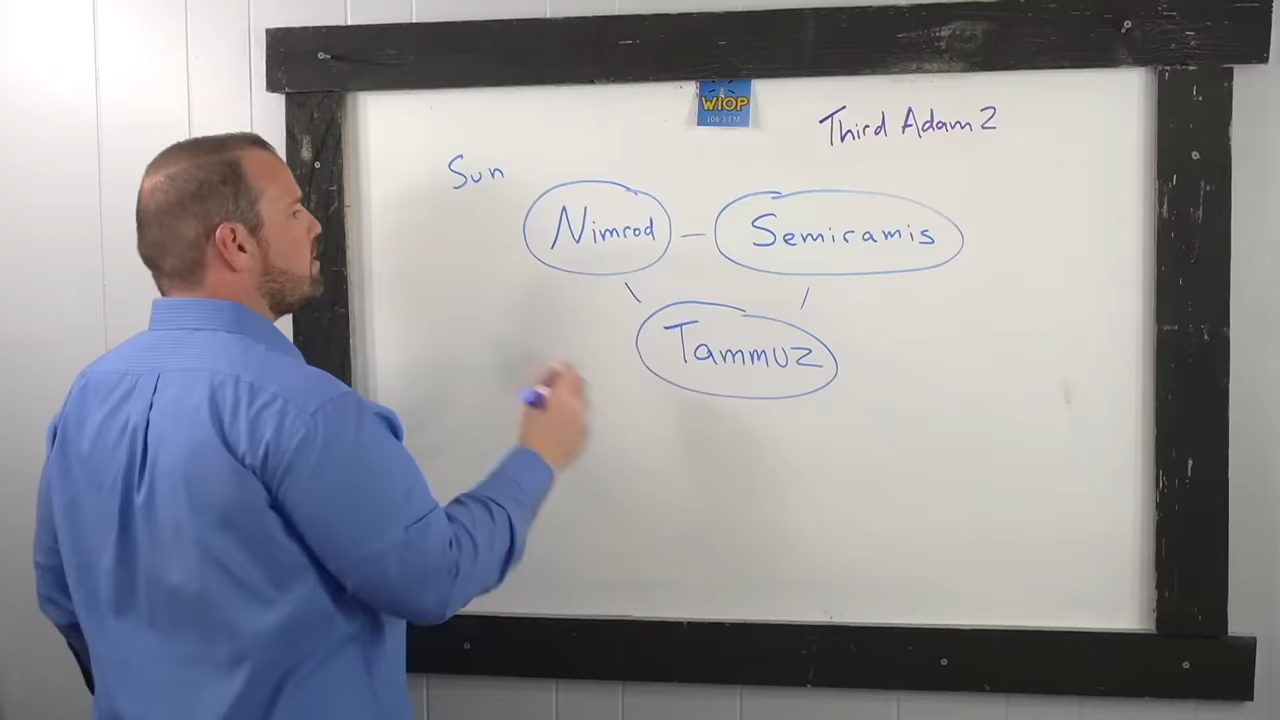 WIOP
106.3 FM
Third Adam 2
Sun
Nimrod - Semiramis
Tammuz